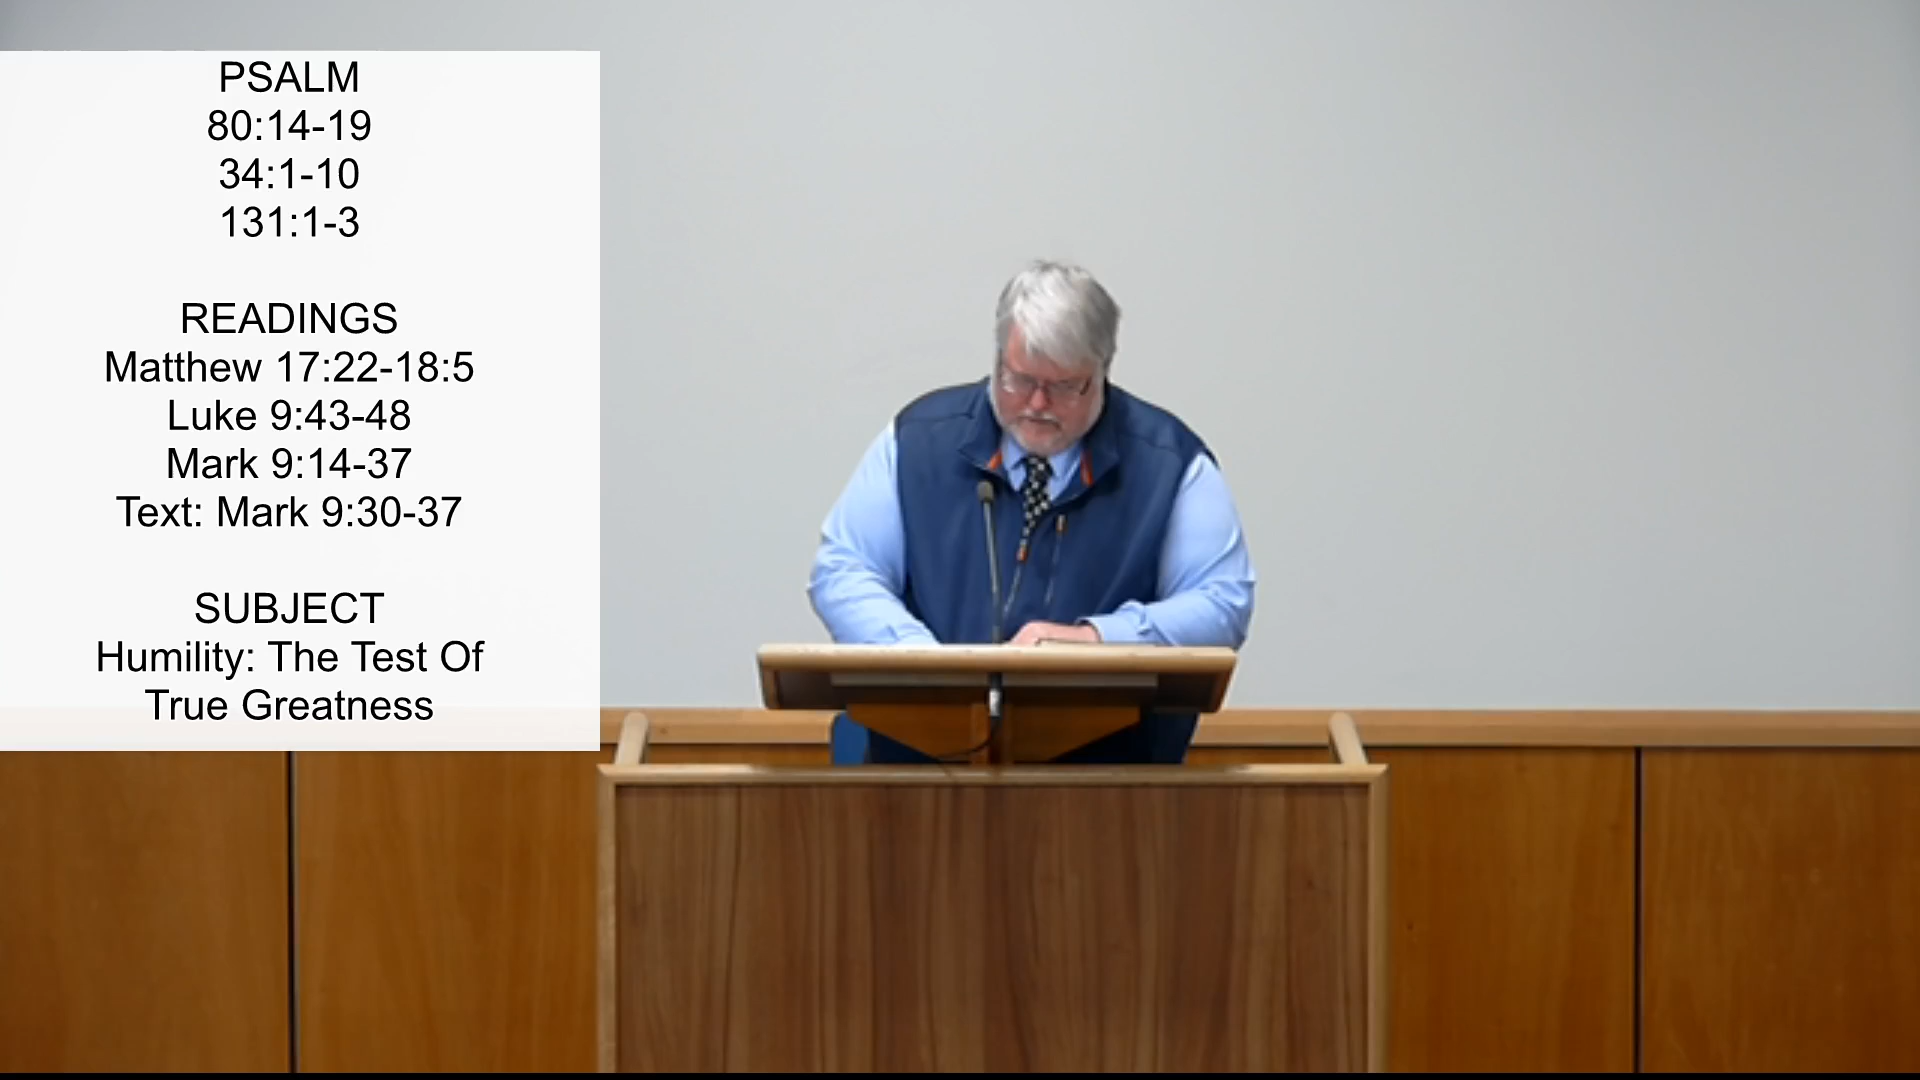 PSALM
80:14-19
34:1-10
131:1-3
READINGS
Matthew 17:22-18:5
Luke 9:43-48
Mark 9:14-37
Text: Mark 9:30-37
SUBJECT
Humility: The Test Of
True Greatness